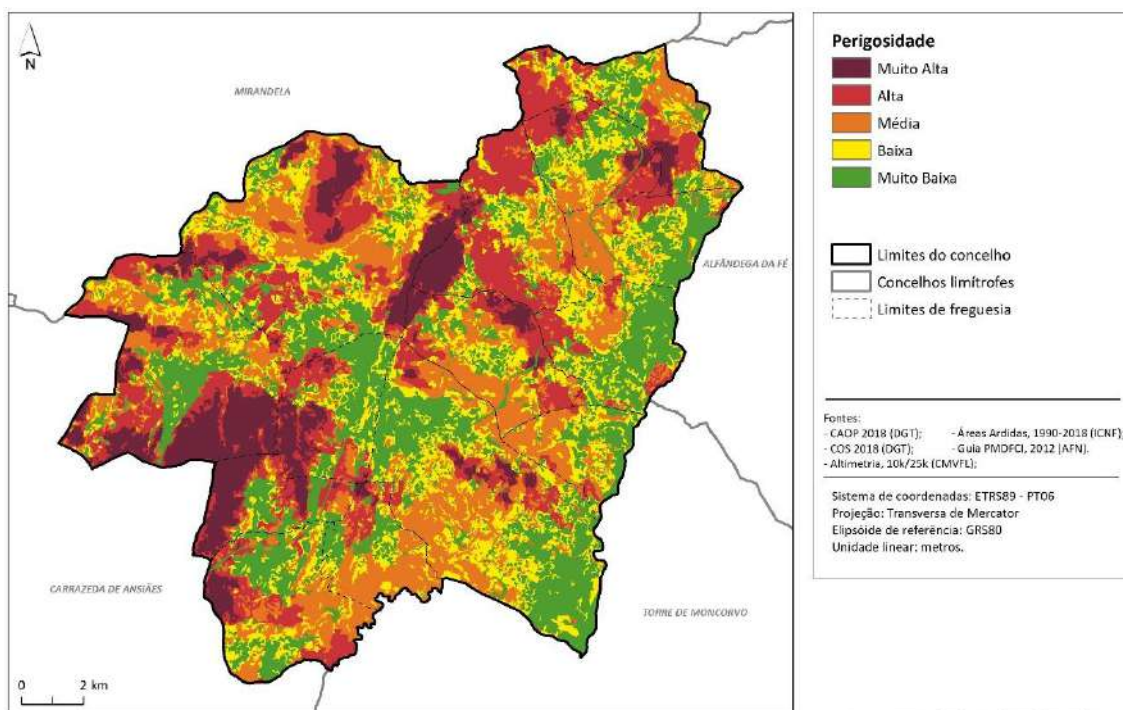 N
MIRANDELA
ALFÂNDEGA DA FÉ
CARRAZEDA DE ANSIÃES
TORRE DE MONCORVO
0 2 km
Perigosidade
Muito Alta
Alta
Média
Baixa
Muito Baixa
Limites do concelho
Concelhos limítrofes
Limites de freguesia
Fontes:
- CAOP 2018 (DGT); - Áreas Ardidas, 1990-2018 (ICNF);
- COS 2018 (DGT) - Guia PMDFCI, 2012 (AFN).
- Altimetria, 10k/25k (CMVFL);
Sistema de coordenadas: ETRS89 - PT06
Projeção: Transversa de Mercator
Elipsóide de referência: GRS80
Unidade linear: metros.